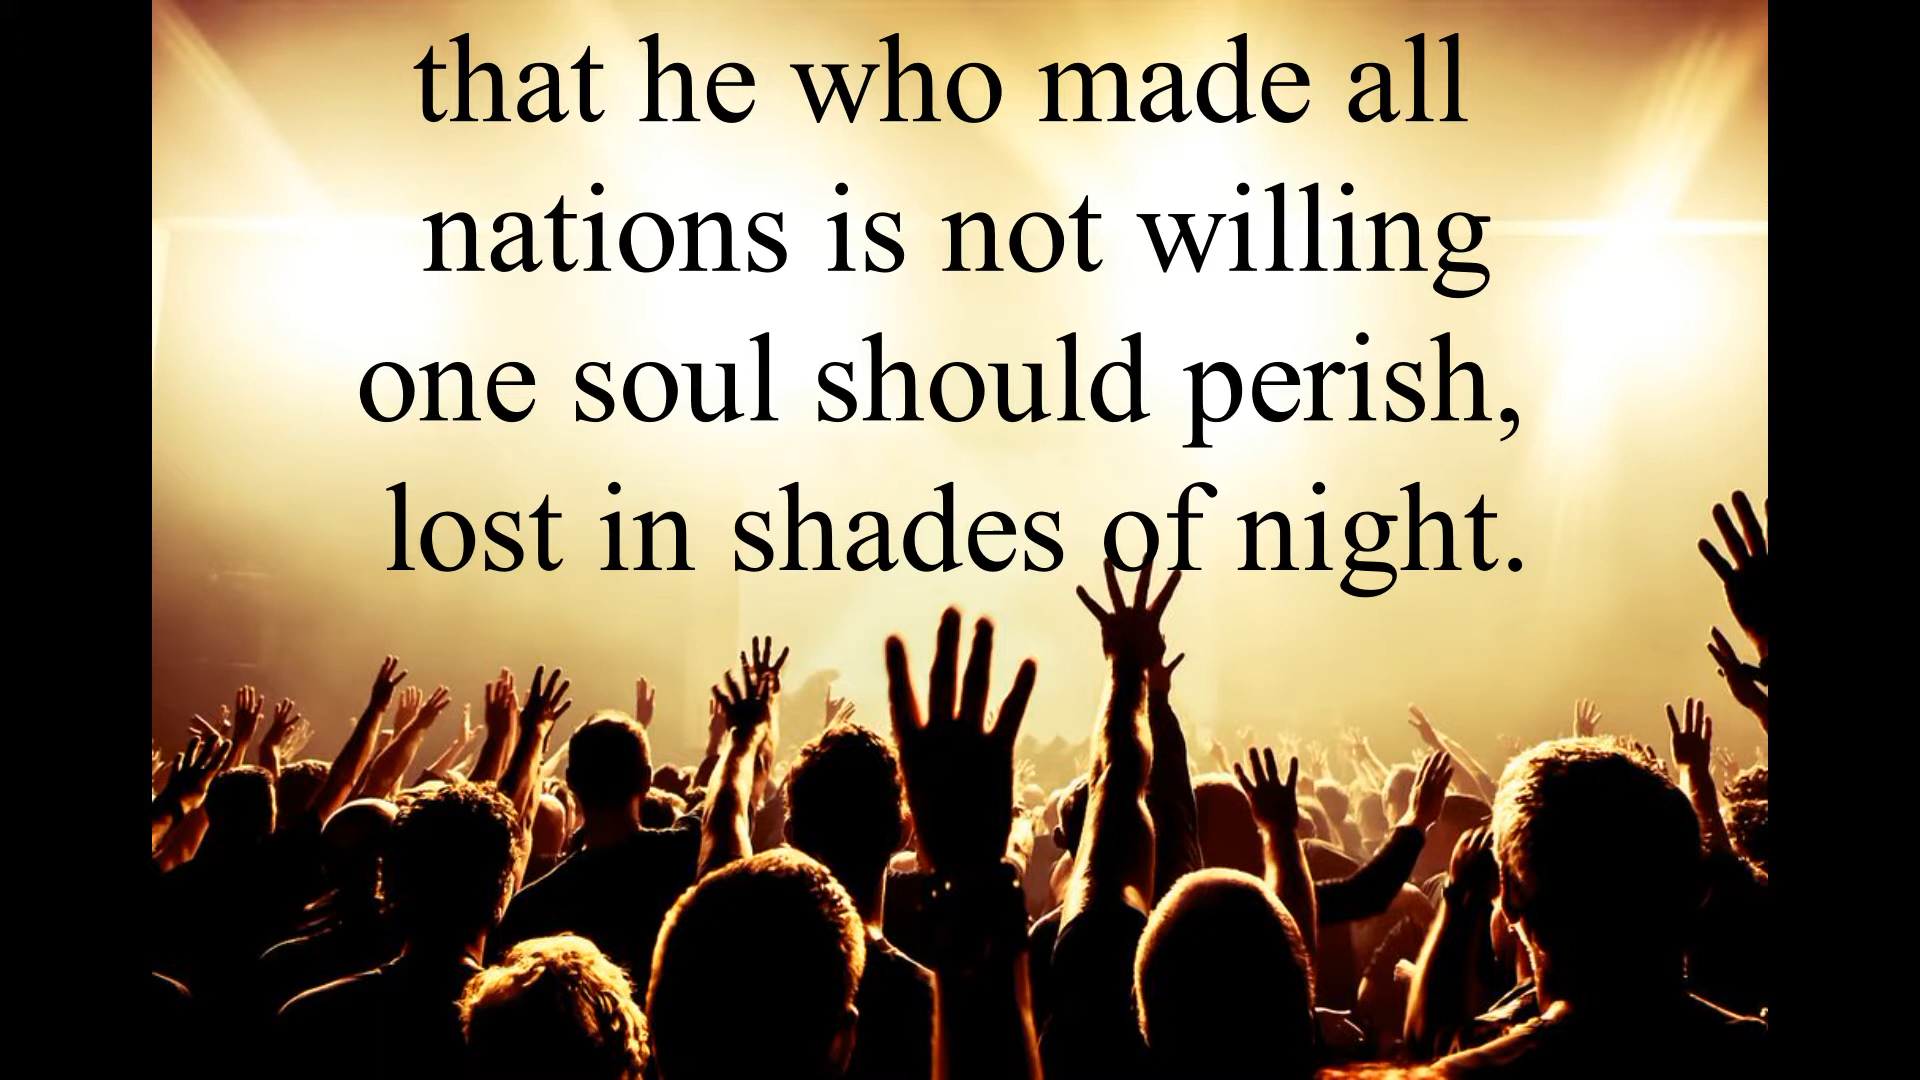 that he who made all
nations is not willing
one soul should perish,
lost in shades of night.